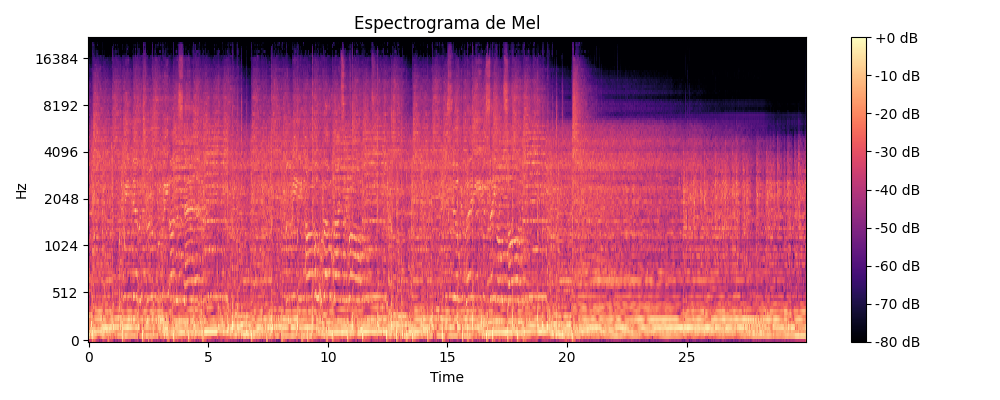 Espectrograma de Mel
Hz
16384
8192
4096
2048
1024
512
0
0 5 10 15 20 25
Time
+0 dB
-10 dB
-20 dB
-30 dB
-40 dB
-50 dB
-60 dB
-70 dB
-80 dB